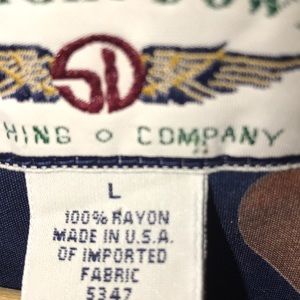 SD
HING o COMPANY
L
100% RAYON
MADE IN U.S.A.
OF IMPORTED
FABRIC
5347